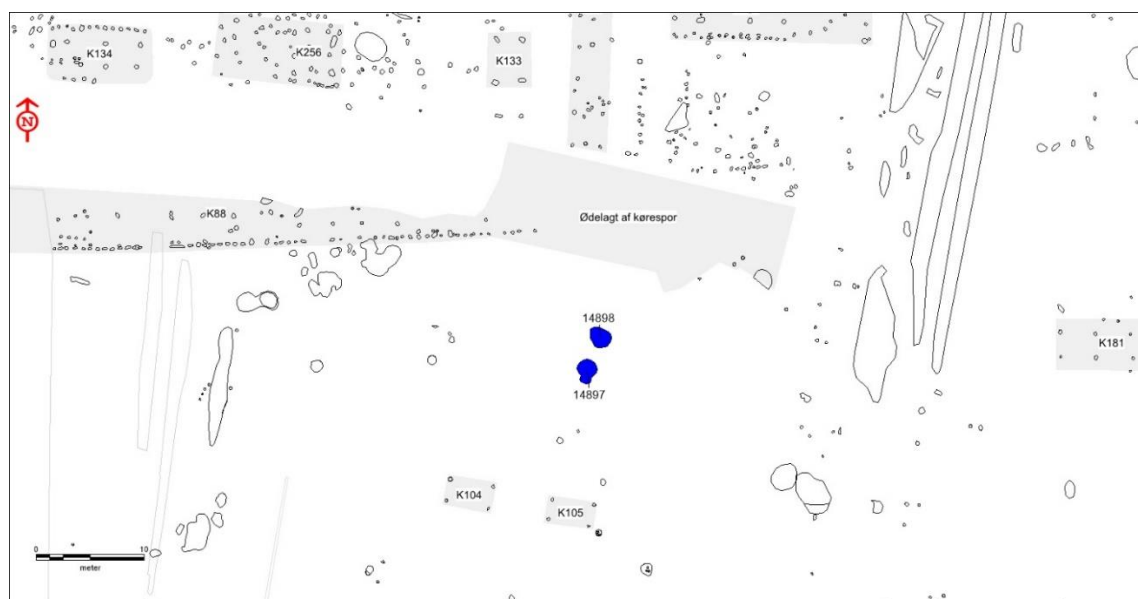 K134
K256
K133
N
K88
Ødelagt af kørespor
14898
K181
14897
K104
K105
0 10
meter